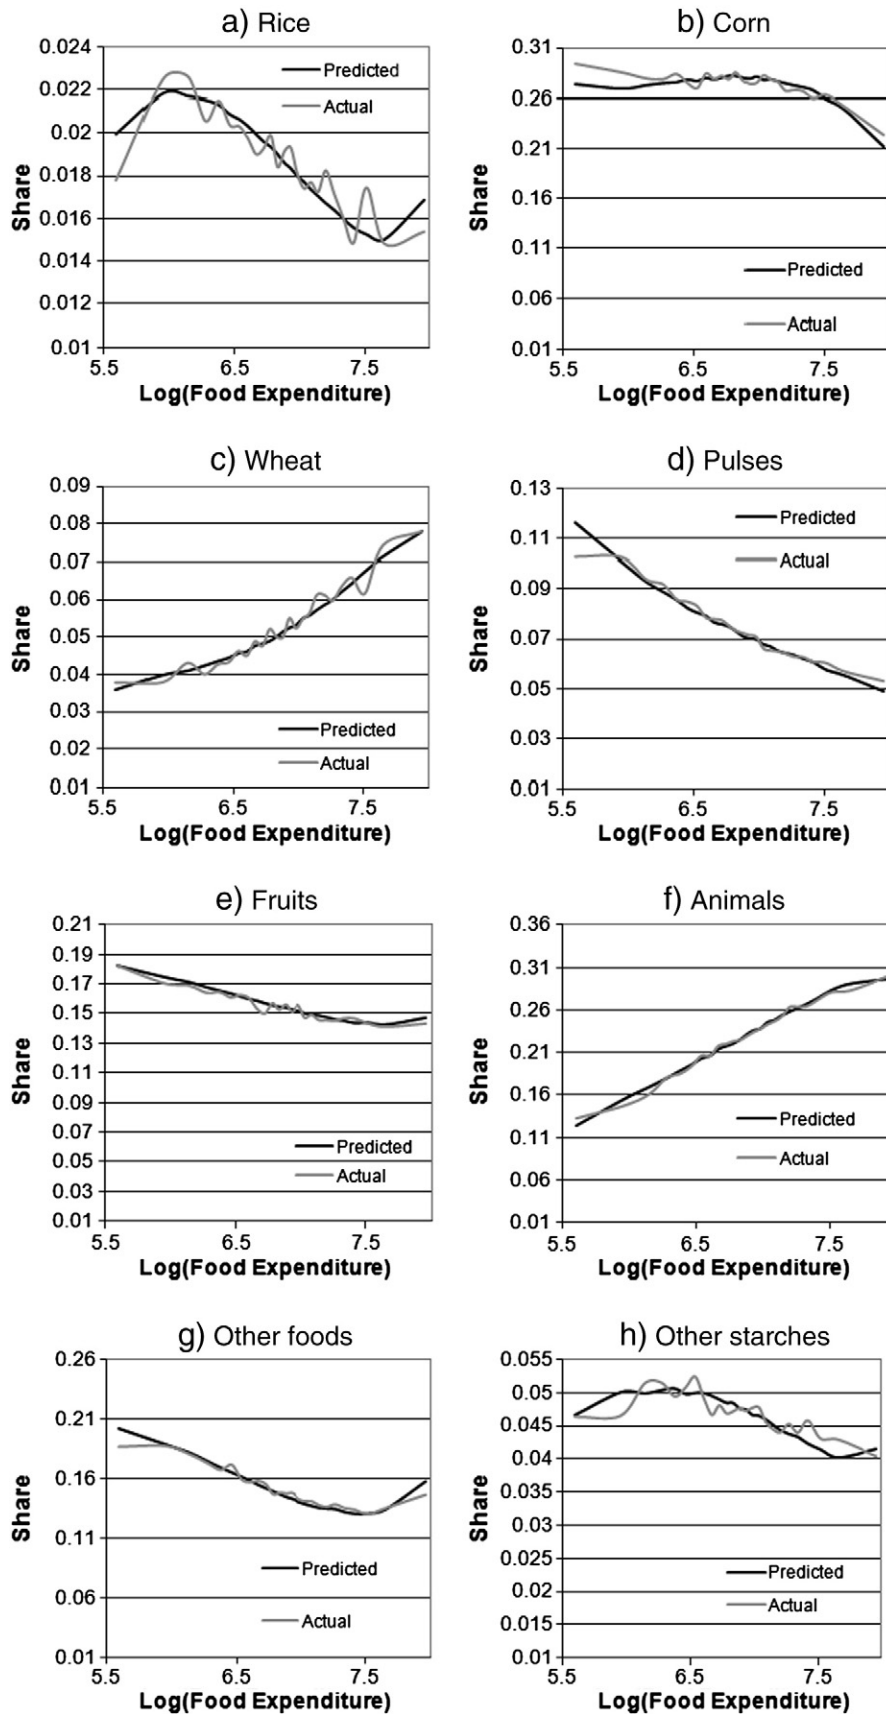 a) Rice
0.024
0.022
0.02
0.018
0.016
0.014
0.012
0.01
Share
Predicted
Actual
5.5 6.5 7.5
Log(Food Expenditure)
b) Corn
0.31
0.26
0.21
0.16
0.11
0.06
0.01
Share
Predicted
Actual
5.5 6.5 7.5
Log(Food Expenditure)
c) Wheat
0.09
0.08
0.07
0.06
0.05
0.04
0.03
0.02
0.01
Share
Predicted
Actual
5.5 6.5 7.5
Log(Food Expenditure)
d) Pulses
0.13
0.11
0.09
0.07
0.05
0.03
0.01
Share
Predicted
Actual
5.5 6.5 7.5
Log(Food Expenditure)
e) Fruits
0.21
0.19
0.17
0.15
0.13
0.11
0.09
0.07
0.05
0.03
0.01
Share
Predicted
Actual
5.5 6.5 7.5
Log(Food Expenditure)
f) Animals
0.36
0.31
0.26
0.21
0.16
0.11
0.06
0.01
Share
Predicted
Actual
5.5 6.5 7.5
Log(Food Expenditure)
g) Other foods
0.26
0.21
0.16
0.11
0.06
0.01
Share
Predicted
Actual
5.5 6.5 7.5
Log(Food Expenditure)
h) Other starches
0.055
0.05
0.045
0.04
0.035
0.03
0.025
0.02
0.015
0.01
Share
Predicted
Actual
5.5 6.5 7.5
Log(Food Expenditure)